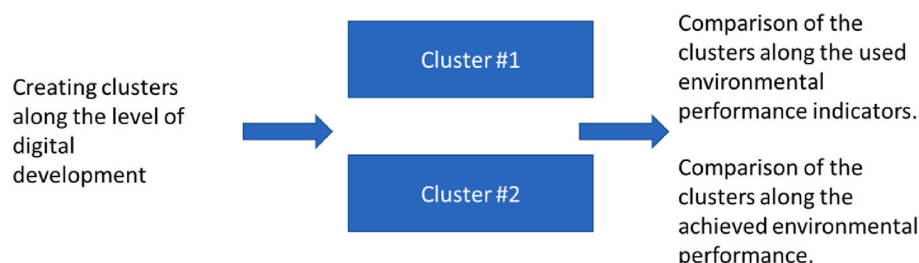 Creating clusters
along the level of
digital
development
Cluster #1
Cluster #2
Comparison of the
clusters along the used
environmental
performance indicators.
Comparison of the
clusters along the
achieved environmental
performance.